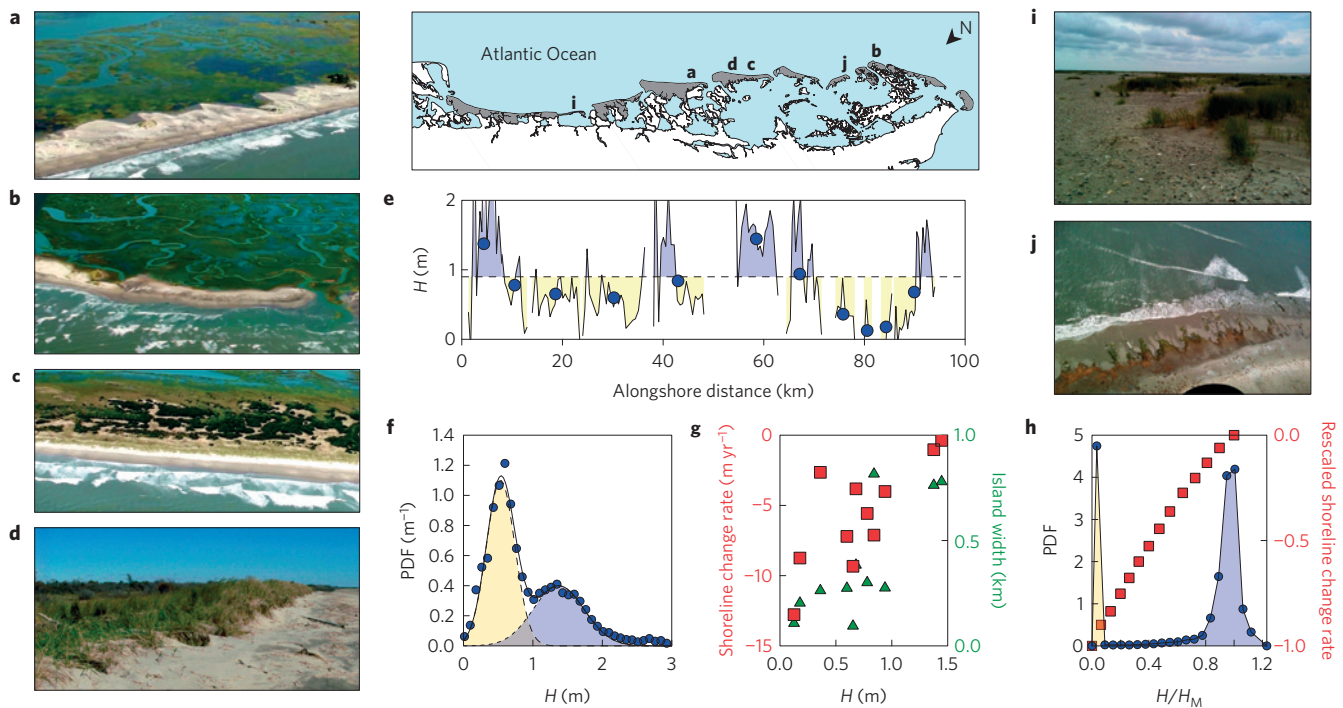 a
b
c
d
Atlantic Ocean
N
a
d
c
j
b
i
e
H (m)
2
1
0
0
20
40
60
80
100
Alongshore distance (km)
f
PDF (m⁻¹)
1.4
1.2
1.0
0.8
0.6
0.4
0.2
0.0
0
1
2
3
H (m)
g
Shoreline change rate (m yr⁻¹)
0
−5
−10
−15
0.0
0.5
1.0
1.5
H (m)
1.0
0.5
0.0
Island width (km)
i
j
h
PDF
5
4
3
2
1
0
0.0
0.4
0.8
1.2
H/H_M
0.0
−0.5
−1.0
Rescaled shoreline change rate